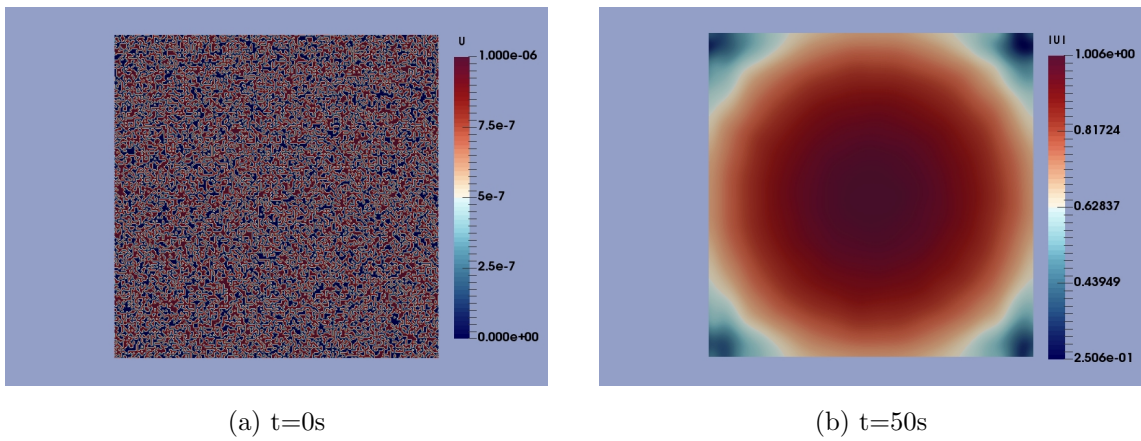 U
1.000e-06
7.5e-7
5e-7
2.5e-7
0.000e+00
|U|
1.006e+00
0.81724
0.62837
0.43949
2.506e-01
(a) t=0s
(b) t=50s